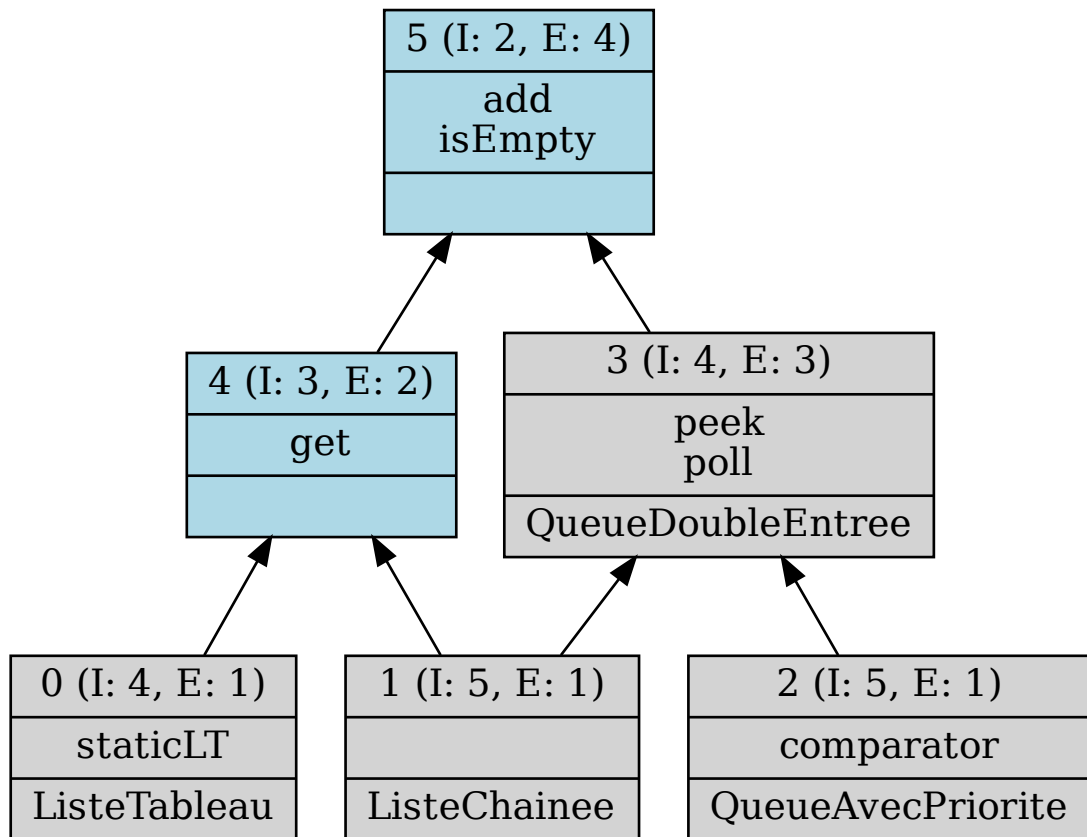 5 (I: 2, E: 4)
add
isEmpty
4 (I: 3, E: 2)
get
3 (I: 4, E: 3)
peek
poll
QueueDoubleEntree
0 (I: 4, E: 1)
staticLT
ListeTableau
1 (I: 5, E: 1)
ListeChainee
2 (I: 5, E: 1)
comparator
QueueAvecPriorite